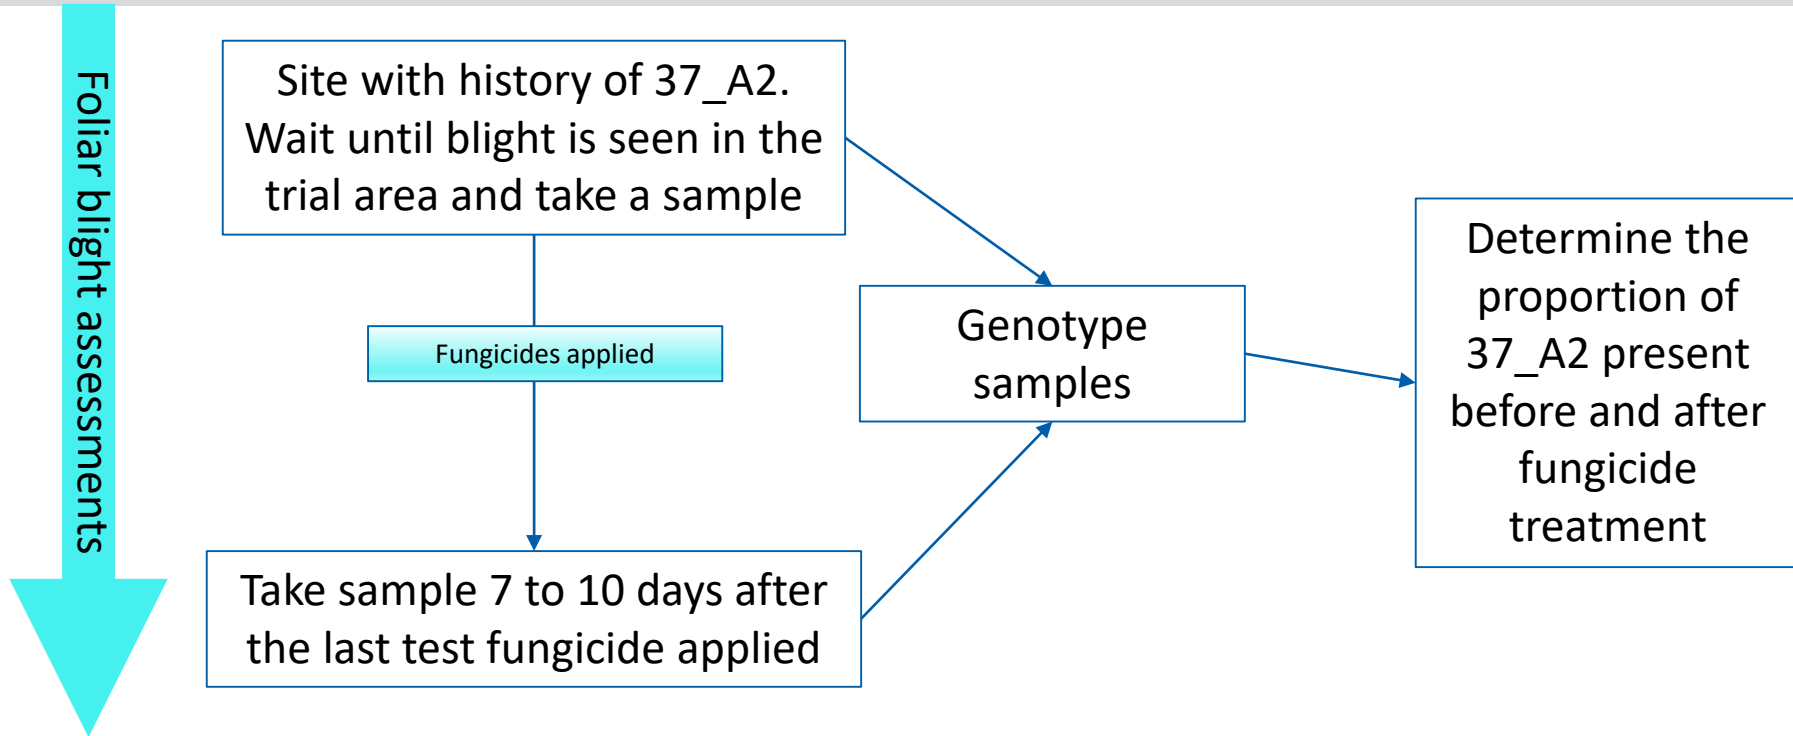 Foliar blight assessments
Site with history of 37_A2.
Wait until blight is seen in the
trial area and take a sample
Fungicides applied
Take sample 7 to 10 days after
the last test fungicide applied
Genotype
samples
Determine the
proportion of
37_A2 present
before and after
fungicide
treatment